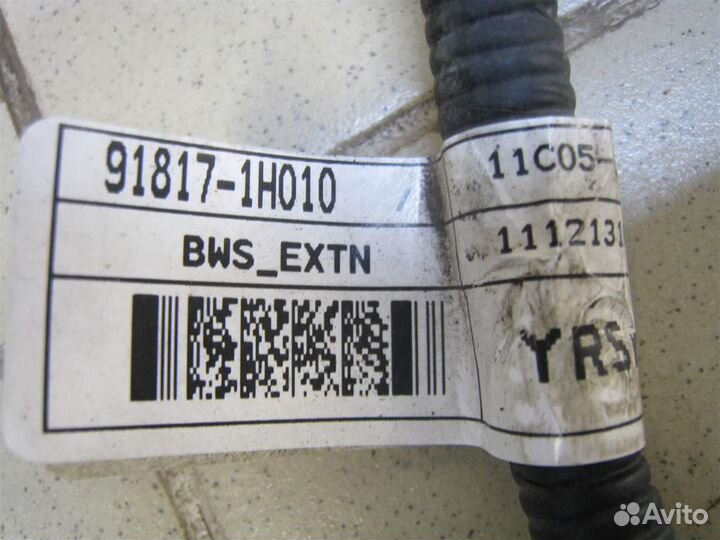 91817-1H010
11C05-
BWS_EXTN
1112131
YRS
Avito